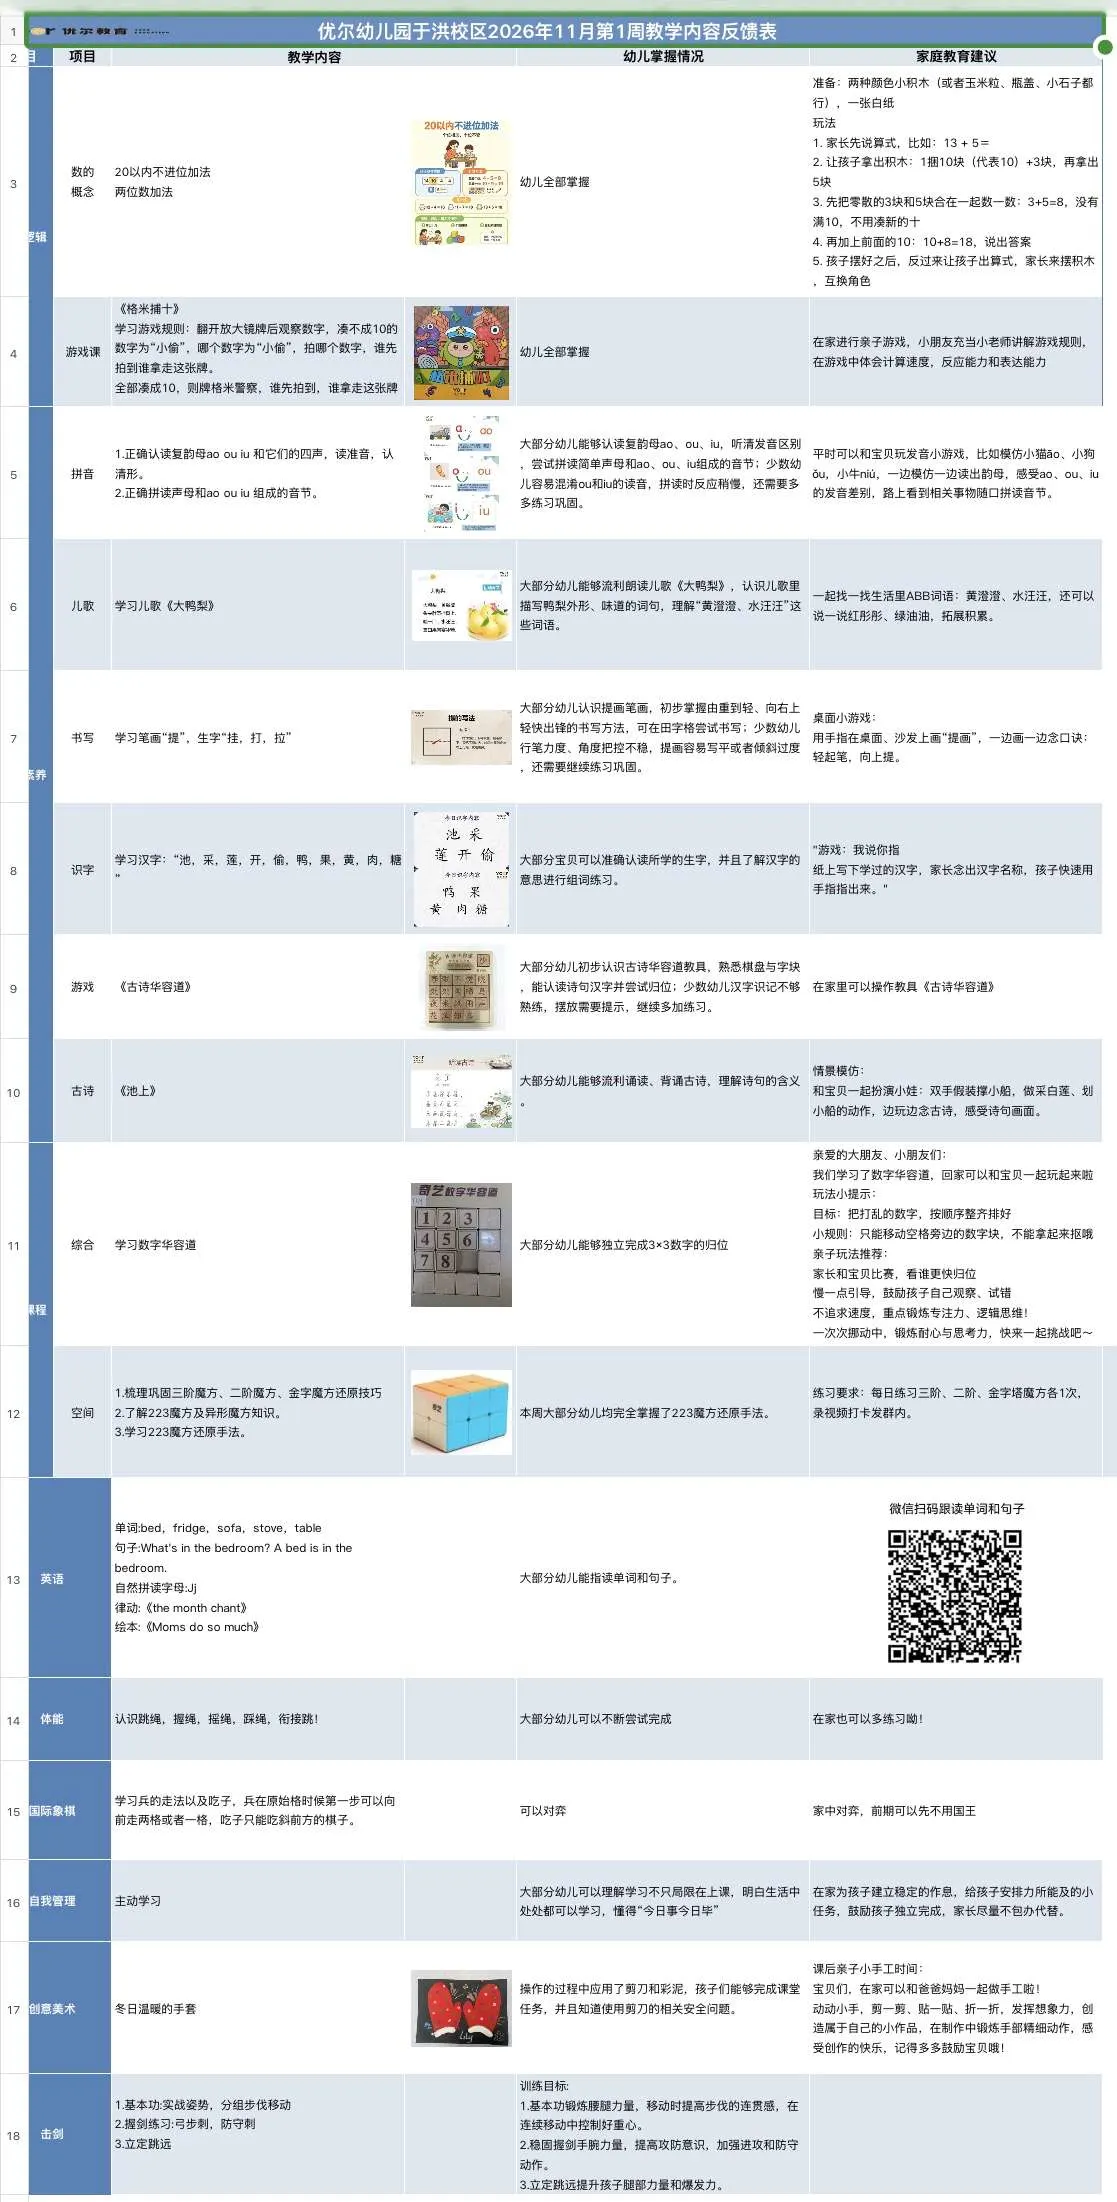 优尔幼儿园于洪校区2026年11月第1周教学内容反馈表
1
2
目
项目
教学内容
幼儿掌握情况
家庭教育建议
3
逻辑
数的
概念
20以内不进位加法
两位数加法
20以内不进位加法
幼儿全部掌握
准备：两种颜色小积木（或者玉米粒、瓶盖、小石子都
行），一张白纸
玩法
1. 家长先说算式，比如：13 + 5＝
2. 让孩子拿出积木：1捆10块（代表10）+3块，再拿出
5块
3. 先把零散的3块和5块合在一起数一数：3+5=8，没有
满10，不用凑新的十
4. 再加上前面的10：10+8=18，说出答案
5. 孩子摆好之后，反过来让孩子出算式，家长来摆积木
，互换角色
4
游戏课
《格米捕十》
学习游戏规则：翻开放大镜牌后观察数字，凑不成10的
数字为“小偷”，哪个数字为“小偷”，拍哪个数字，谁先
拍到谁拿走这张牌。
全部凑成10，则牌格米警察，谁先拍到，谁拿走这张牌
幼儿全部掌握
在家进行亲子游戏，小朋友充当小老师讲解游戏规则，
在游戏中体会计算速度，反应能力和表达能力
5
拼音
1.正确认读复韵母ao ou iu 和它们的四声，读准音，认
清形。
2.正确拼读声母和ao ou iu 组成的音节。
ao
ou
iu
大部分幼儿能够认读复韵母ao、ou、iu，听清发音区别
，尝试拼读简单声母和ao、ou、iu组成的音节；少数幼
儿容易混淆ou和iu的读音，拼读时反应稍慢，还需要多
多练习巩固。
平时可以和宝贝玩发音小游戏，比如模仿小猫āo、小狗
ǒu，小牛niú，一边模仿一边读出韵母，感受ao、ou、iu
的发音差别，路上看到相关事物随口拼读音节。
6
儿歌
学习儿歌《大鸭梨》
大鸭梨
大部分幼儿能够流利朗读儿歌《大鸭梨》，认识儿歌里
描写鸭梨外形、味道的词句，理解“黄澄澄、水汪汪”这
些词语。
一起找一找生活里ABB词语：黄澄澄、水汪汪，还可以
说一说红彤彤、绿油油，拓展积累。
7
素养
书写
学习笔画“提”，生字“挂，打，拉”
提的写法
大部分幼儿认识提画笔画，初步掌握由重到轻、向右上
轻快出锋的书写方法，可在田字格尝试书写；少数幼儿
行笔力度、角度把控不稳，提画容易写平或者倾斜过度
，还需要继续练习巩固。
桌面小游戏：
用手指在桌面、沙发上画“提画”，一边画一边念口诀：
轻起笔，向上提。
8
识字
学习汉字：“池，采，莲，开，偷，鸭，果，黄，肉，糖
”
今日识字内容
池 采
莲 开 偷
今日识字内容
鸭 果
黄 肉 糖
大部分宝贝可以准确认读所学的生字，并且了解汉字的
意思进行组词练习。
"游戏：我说你指
纸上写下学过的汉字，家长念出汉字名称，孩子快速用
手指指出来。"
9
游戏
《古诗华容道》
大部分幼初步认识古诗华容道教具，熟悉棋盘与字块
，能认读诗句汉字并尝试归位；少数幼儿汉字识记不够
熟练，摆放需要提示，继续多加练习。
在家里可以操作教具《古诗华容道》
10
古诗
《池上》
大部分幼儿能够流利诵读、背诵古诗，理解诗句的含义
。
情景模仿：
和宝贝一起扮演小娃：双手假装撑小船，做采白莲、划
小船的动作，边玩边念古诗，感受诗句画面。
11
课程
综合
学习数字华容道
奇艺数字华容道
1 2 3
4 5 6
7 8
大部分幼儿能够独立完成3×3数字的归位
亲爱的大朋友、小朋友们：
我们学习了数字华容道，回家可以和宝贝一起玩起来啦
玩法小提示：
目标：把打乱的数字，按顺序整齐排好
小规则：只能移动空格旁边的数字块，不能拿起来抠哦
亲子玩法推荐：
家长和宝贝比赛，看谁更快归位
慢一点引导，鼓励孩子自己观察、试错
不追求速度，重点锻炼专注力、逻辑思维！
一次次挪动中，锻炼耐心与思考力，快来一起挑战吧～
12
空间
1.梳理巩固三阶魔方、二阶魔方、金字魔方还原技巧
2.了解223魔方及异形魔方知识。
3.学习223魔方还原手法。
本周大部分幼儿均完全掌握了223魔方还原手法。
练习要求：每日练习三阶、二阶、金字塔魔方各1次，
录视频打卡发群内。
13
英语
单词:bed，fridge，sofa，stove，table
句子:What's in the bedroom? A bed is in the
bedroom.
自然拼读字母:Jj
律动:《the month chant》
绘本:《Moms do so much》
大部分幼儿能指读单词和句子。
微信扫码跟读单词和句子
14
体能
认识跳绳，握绳，摇绳，踩绳，衔接跳！
大部分幼儿可以不断尝试完成
在家也可以多练习呦！
15
国际象棋
学习兵的走法以及吃子，兵在原始格时候第一步可以向
前走两格或者一格，吃子只能吃斜前方的棋子。
可以对弈
家中对弈，前期可以先不用国王
16
自我管理
主动学习
大部分幼儿可以理解学习不只局限在上课，明白生活中
处处都可以学习，懂得“今日事今日毕”
在家为孩子建立稳定的作息，给孩子安排力所能及的小
任务，鼓励孩子独立完成，家长尽量不包办代替。
17
创意美术
冬日温暖的手套
lily
操作的过程中应用了剪刀和彩泥，孩子们能够完成课堂
任务，并且知道使用剪刀的相关安全问题。
课后亲子小手工时间：
宝贝们，在家可以和爸爸妈妈一起做手工啦！
动动小手，剪一剪、贴一贴、折一折，发挥想象力，创
造属于自己的小作品，在制作中锻炼手部精细动作，感
受创作的快乐，记得多多鼓励宝贝哦！
18
击剑
1.基本功:实战姿势，分组步伐移动
2.握剑练习:弓步刺，防守刺
3.立定跳远
训练目标:
1.基本功锻炼腰腿力量，移动时提高步伐的连贯感，在
连续移动中控制好重心。
2.稳固握剑手腕力量，提高攻防意识，加强进攻和防守
动作。
3.立定跳远提升孩子腿部力量和爆发力。